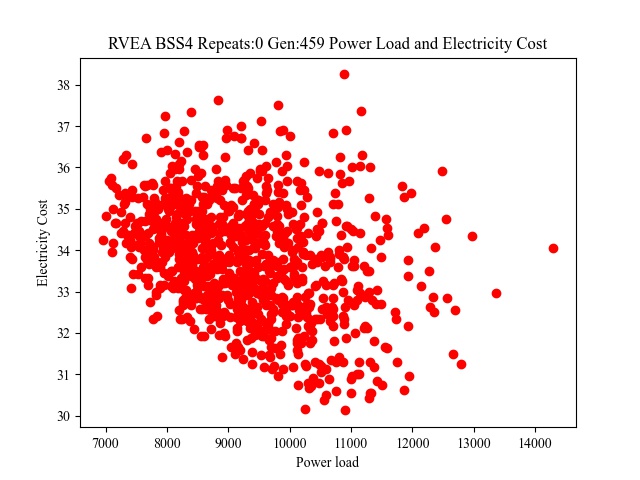 RVEA BSS4 Repeats:0 Gen:459 Power Load and Electricity Cost
38
37
36
35
34
33
32
31
30
Electricity Cost
7000 8000 9000 10000 11000 12000 13000 14000
Power load